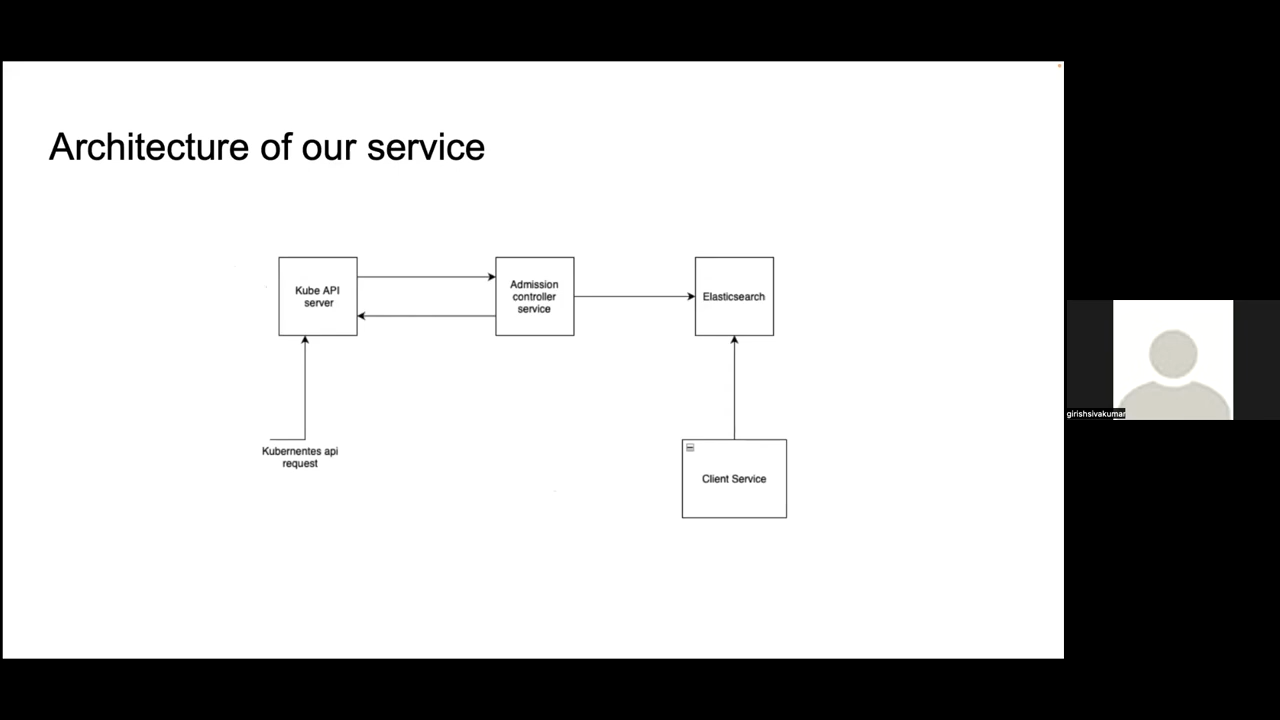 Architecture of our service
Kube API
server
Admission
controller
service
Elasticsearch
Kubernentes api
request
Client Service
girishsivakumar